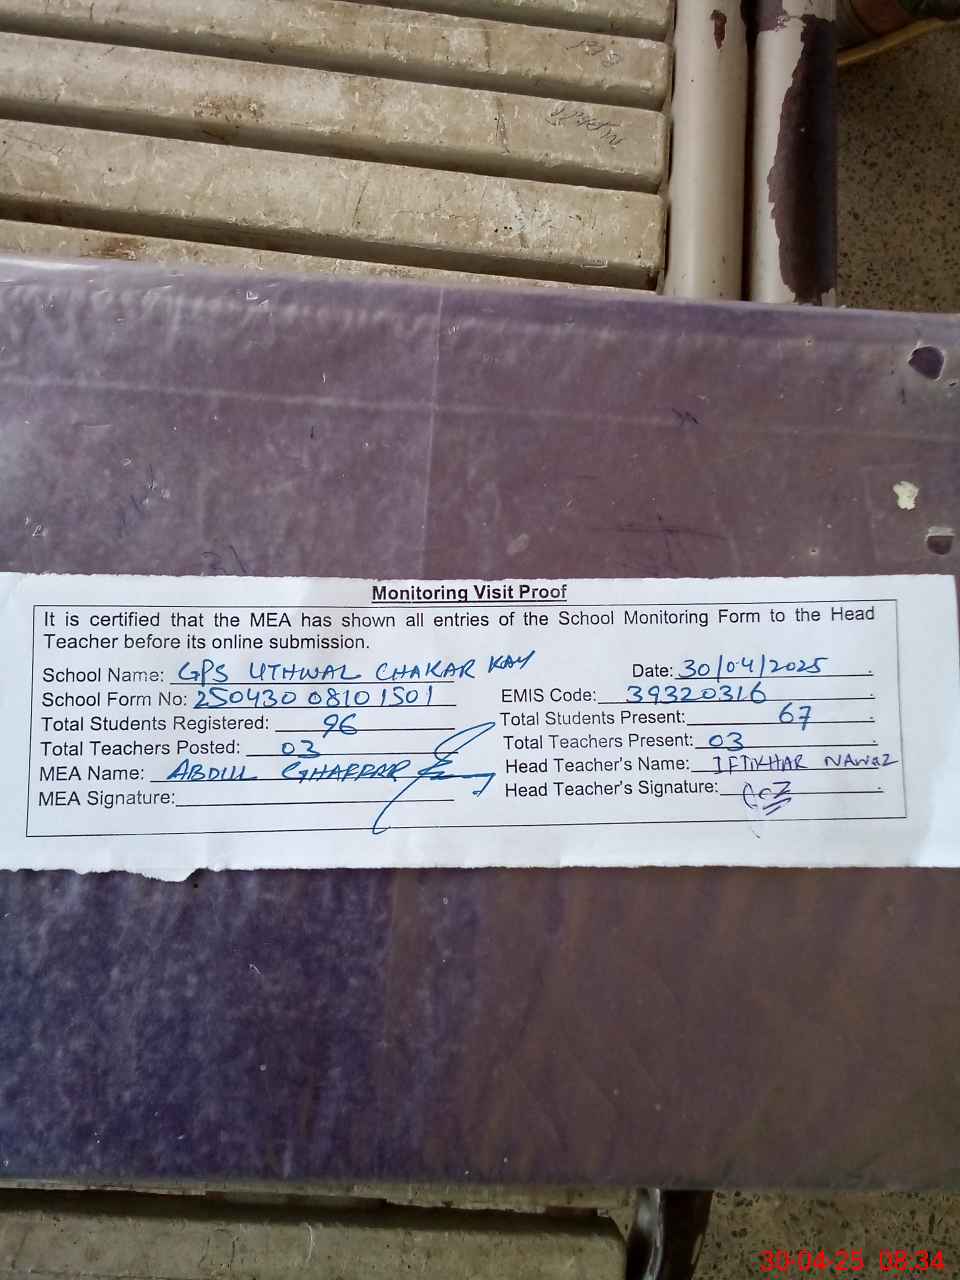 Monitoring Visit Proof
It is certified that the MEA has shown all entries of the School Monitoring Form to the Head
Teacher before its online submission.
School Name: GPS UTHWAL CHAKAR KAY Date: 30/04/2025
School Form No: 250430 08101501 EMIS Code: 39320316
Total Students Registered: 96 Total Students Present: 67
Total Teachers Posted: 03 Total Teachers Present: 03
MEA Name: ABDUL GHAFFAR Head Teacher's Name: IFTIKHAR NAWAZ
MEA Signature: Head Teacher's Signature:
30-04-25 08:34